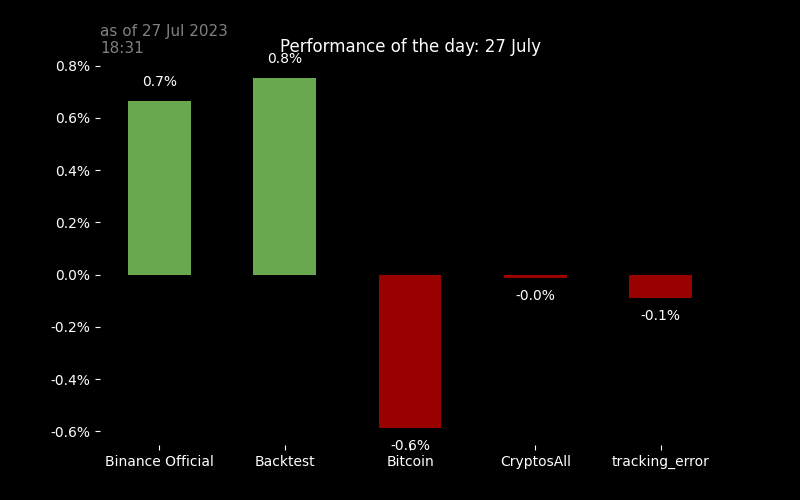 as of 27 Jul 2023
18:31
Performance of the day: 27 July
0.8%
0.6%
0.4%
0.2%
0.0%
-0.2%
-0.4%
-0.6%
0.7%
0.8%
-0.6%
-0.0%
-0.1%
Binance Official
Backtest
Bitcoin
CryptosAll
tracking_error